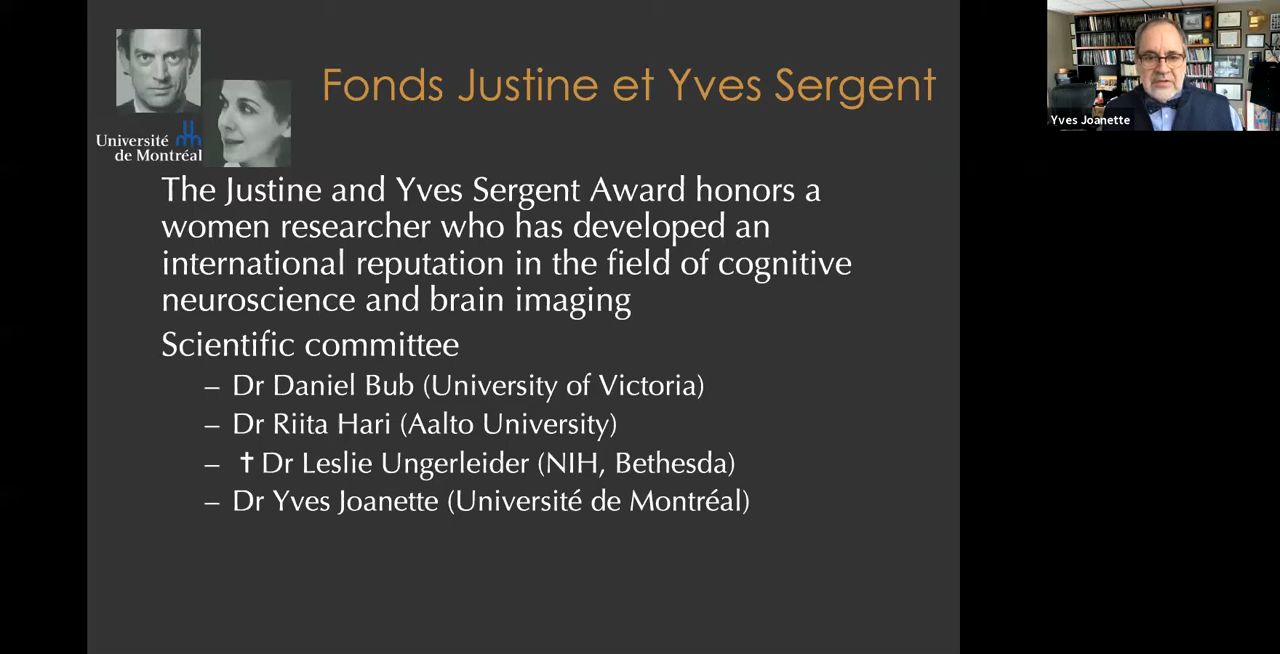 Fonds Justine et Yves Sergent
Université
de Montréal
The Justine and Yves Sergent Award honors a
women researcher who has developed an
international reputation in the field of cognitive
neuroscience and brain imaging
Scientific committee
– Dr Daniel Bub (University of Victoria)
– Dr Riita Hari (Aalto University)
– ✝Dr Leslie Ungerleider (NIH, Bethesda)
– Dr Yves Joanette (Université de Montréal)
Yves Joanette